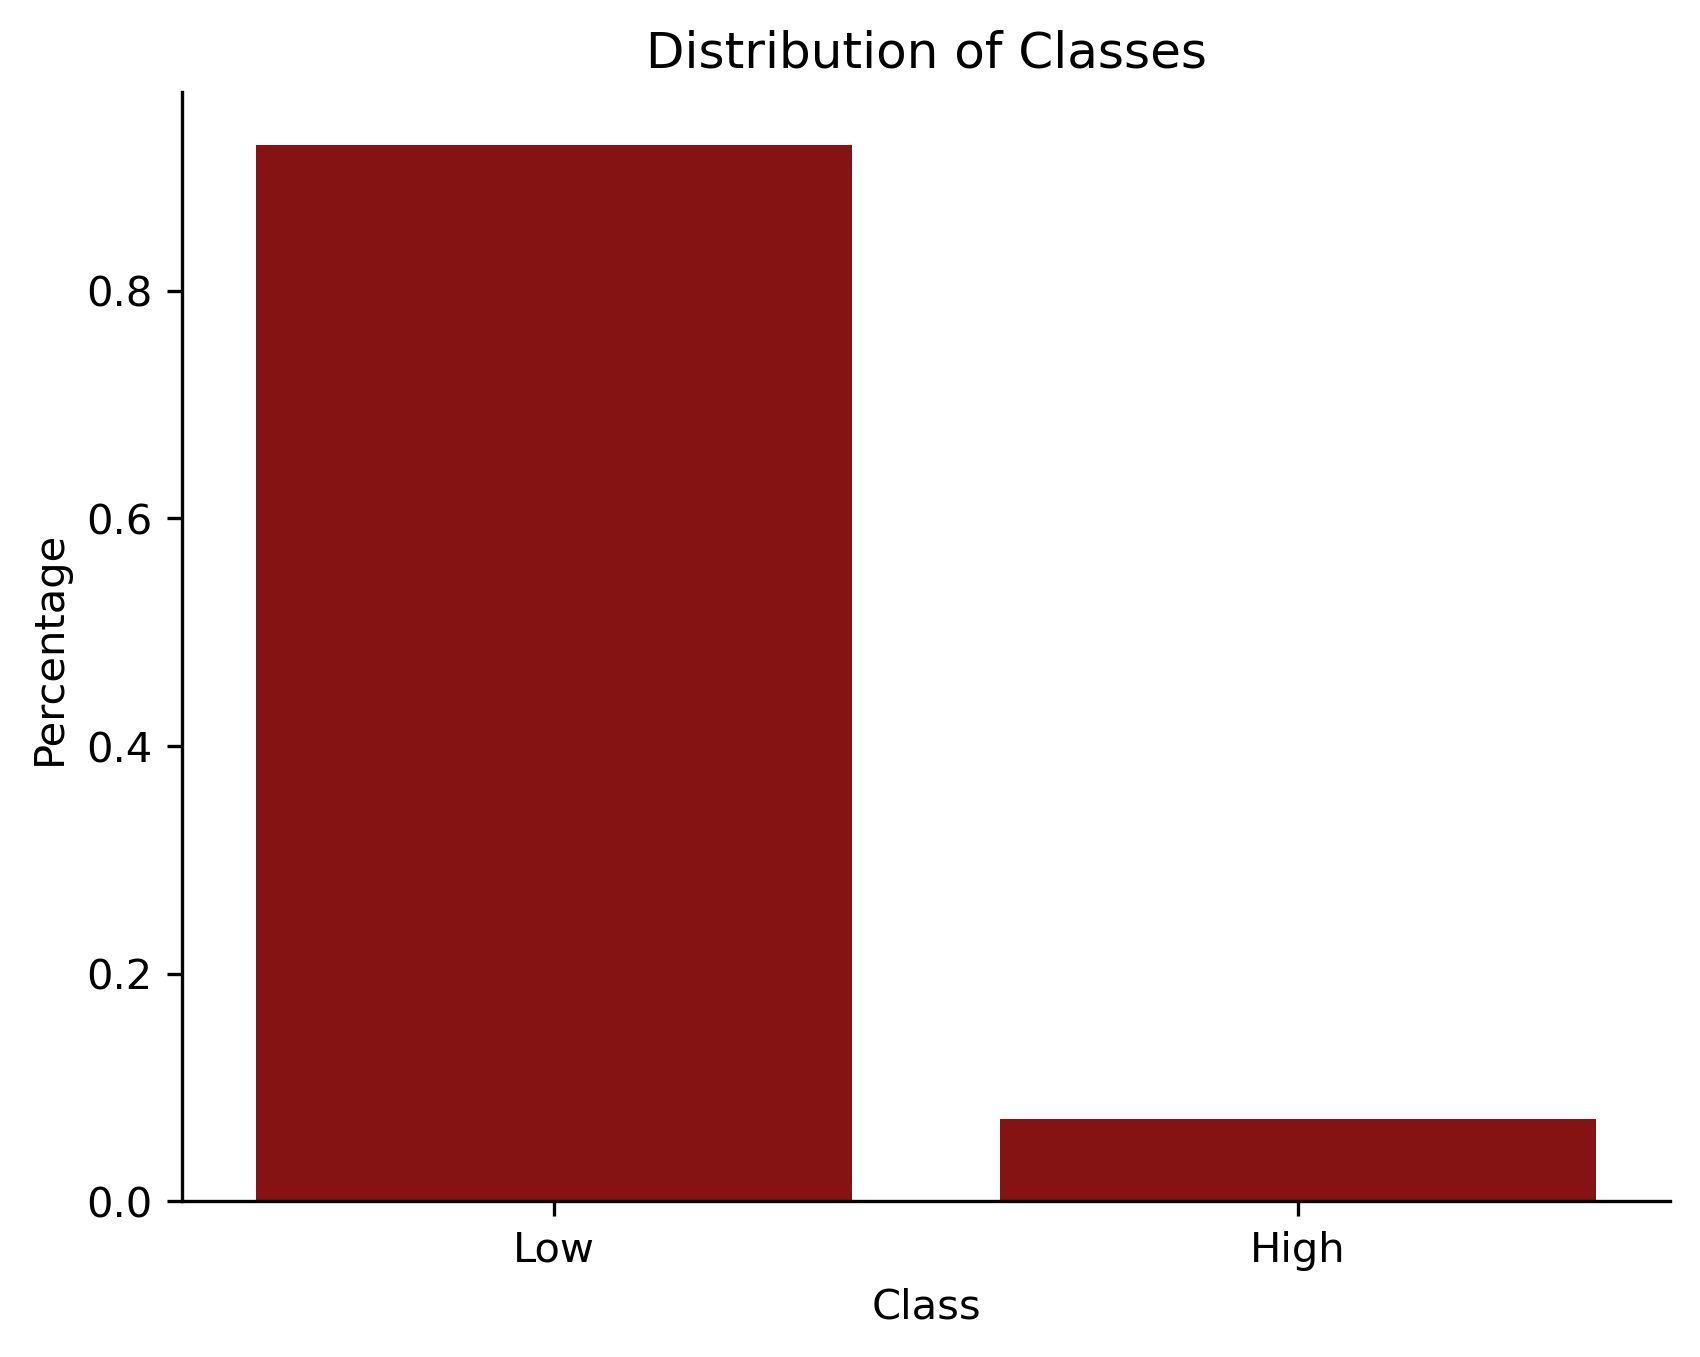 Distribution of Classes
Percentage
0.8
0.6
0.4
0.2
0.0
Low
High
Class